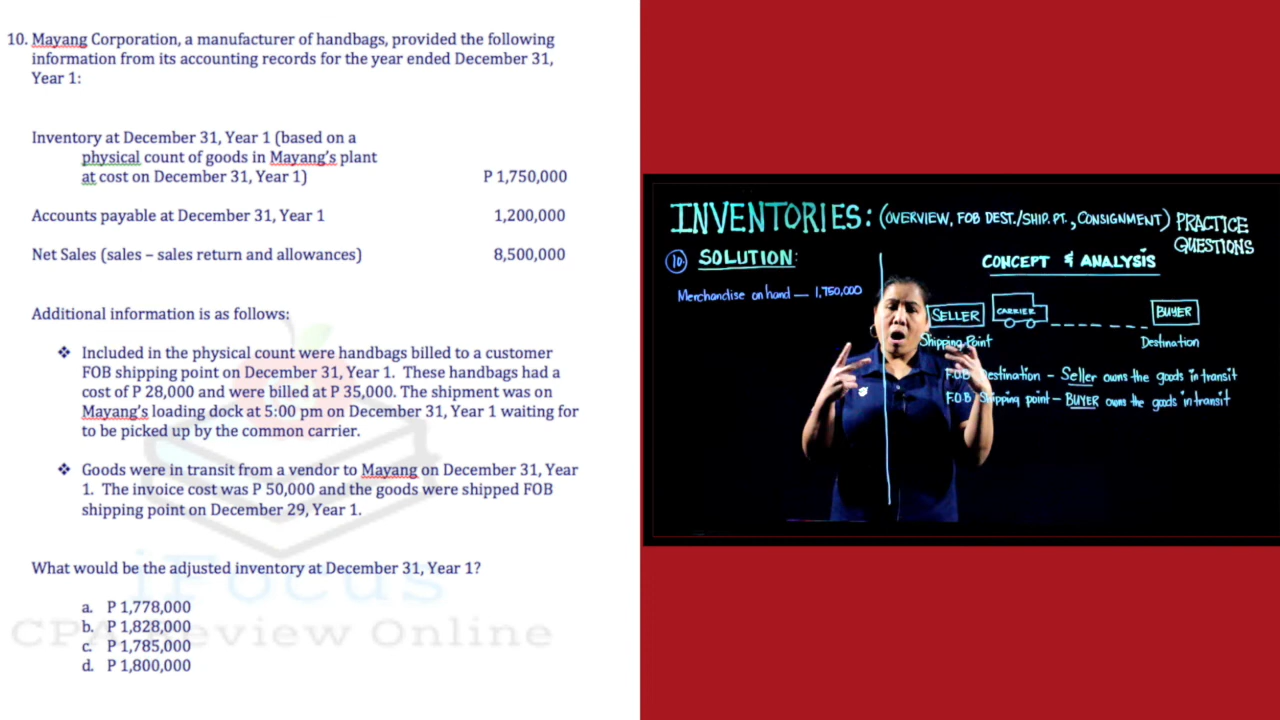 10. Mayang Corporation, a manufacturer of handbags, provided the following
information from its accounting records for the year ended December 31,
Year 1:
Inventory at December 31, Year 1 (based on a
physical count of goods in Mayang's plant
at cost on December 31, Year 1) P 1,750,000
Accounts payable at December 31, Year 1 1,200,000
Net Sales (sales – sales return and allowances) 8,500,000
Additional information is as follows:
❖ Included in the physical count were handbags billed to a customer
FOB shipping point on December 31, Year 1. These handbags had a
cost of P 28,000 and were billed at P 35,000. The shipment was on
Mayang's loading dock at 5:00 pm on December 31, Year 1 waiting for
to be picked up by the common carrier.
❖ Goods were in transit from a vendor to Mayang on December 31, Year
1. The invoice cost was P 50,000 and the goods were shipped FOB
shipping point on December 29, Year 1.
What would be the adjusted inventory at December 31, Year 1?
a. P 1,778,000
b. P 1,828,000
c. P 1,785,000
d. P 1,800,000
iFocus
CPA Review Online
INVENTORIES: (OVERVIEW, FOB DEST./SHIP. PT., CONSIGNMENT) PRACTICE
QUESTIONS
10. SOLUTION:
Merchandise on hand — 1,750,000
CONCEPT & ANALYSIS
SELLER CARRIER BUYER
Shipping Point Destination
F.O.B Destination – Seller owns the goods in transit
F.O.B Shipping point – BUYER owns the goods in transit